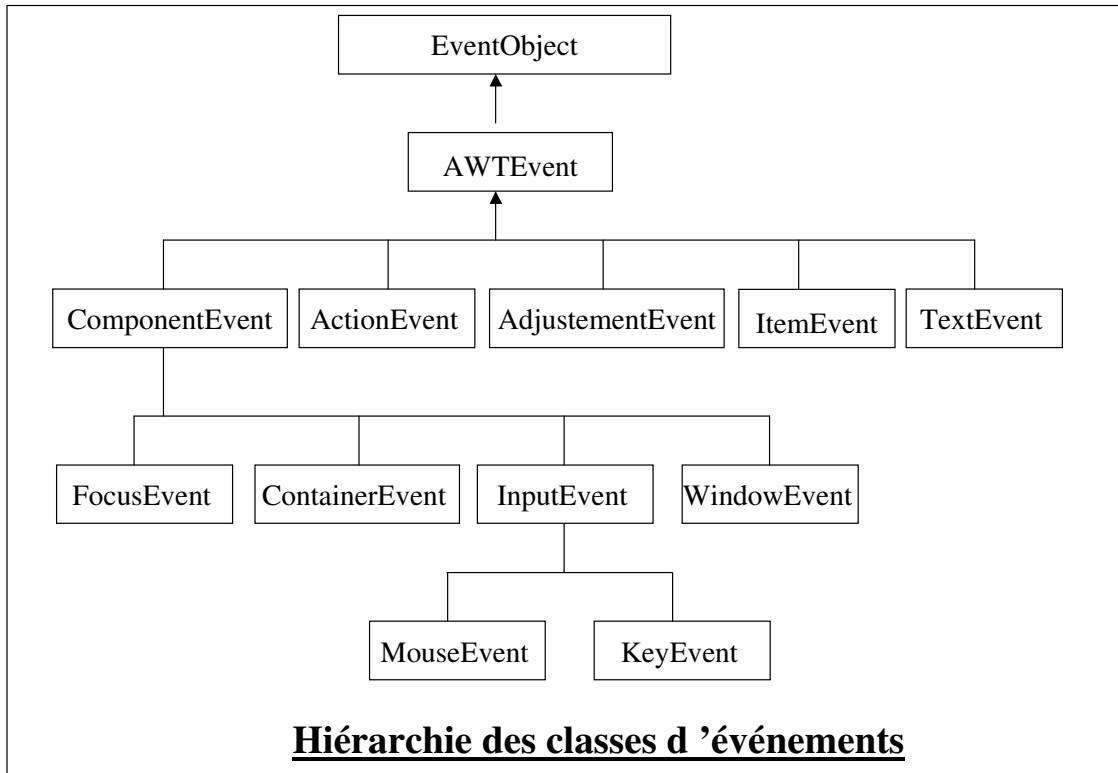 EventObject
AWTEvent
ComponentEvent
ActionEvent
AdjustementEvent
ItemEvent
TextEvent
FocusEvent
ContainerEvent
InputEvent
WindowEvent
MouseEvent
KeyEvent
Hiérarchie des classes d ’événements